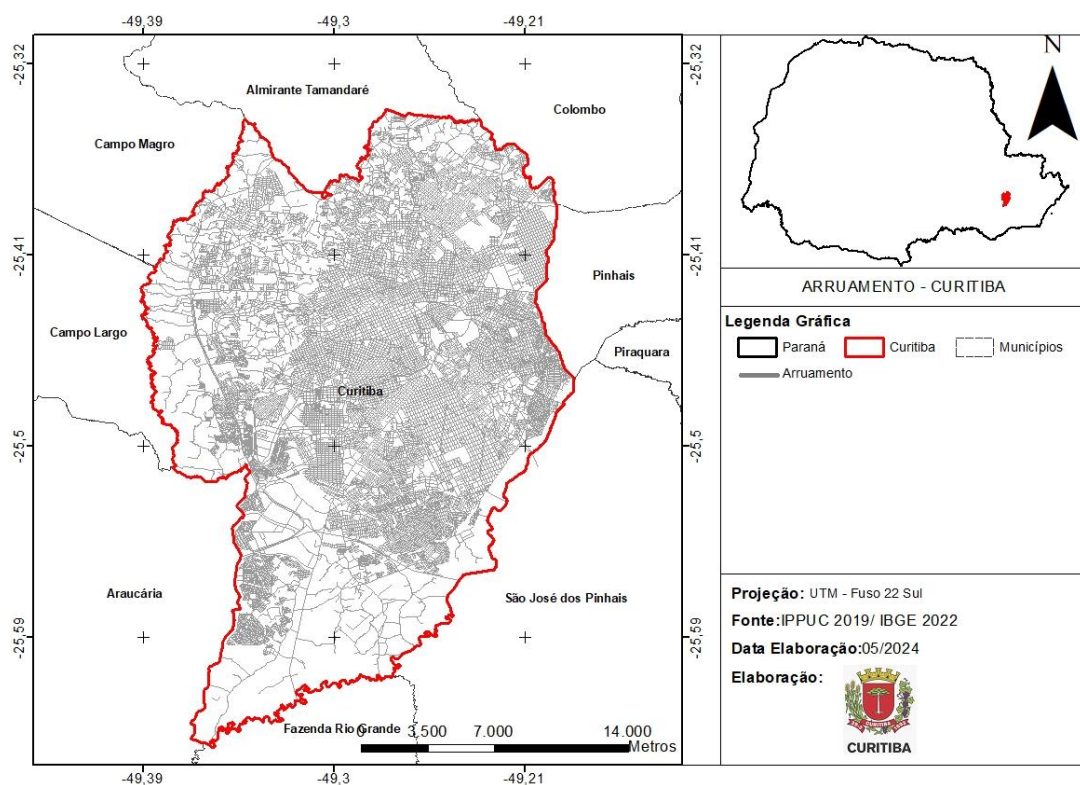 -49,39 -49,3 -49,21
-25,32 -25,32
Almirante Tamandaré
Colombo
Campo Magro
-25,41 -25,41
Pinhais
Campo Largo
Piraquara
Curitiba
-25,5 -25,5
Araucária
São José dos Pinhais
-25,59 -25,59
Fazenda Rio Grande
0 3.500 7.000 14.000
Metros
-49,39 -49,3 -49,21
N
ARRUAMENTO - CURITIBA
Legenda Gráfica
Paraná Curitiba Municípios
Arruamento
Projeção: UTM - Fuso 22 Sul
Fonte:IPPUC 2019/ IBGE 2022
Data Elaboração:05/2024
Elaboração:
CURITIBA